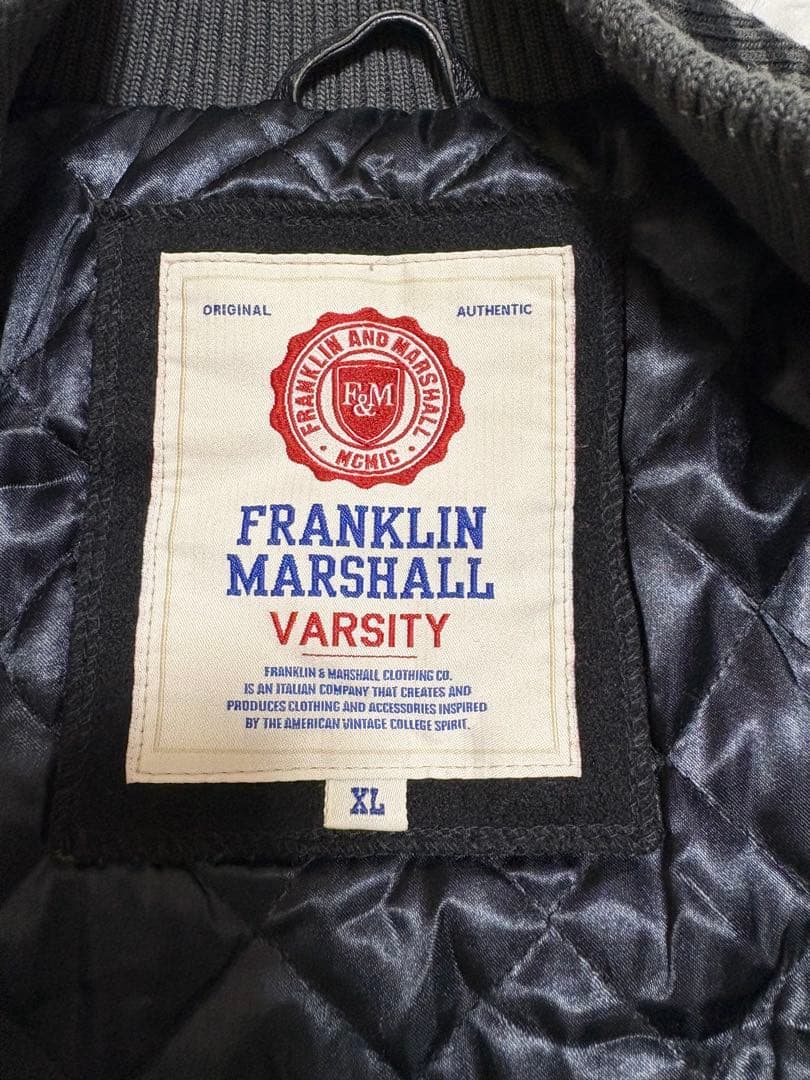 ORIGINAL
AUTHENTIC
FRANKLIN AND MARSHALL
F&M
· MCMIC ·
FRANKLIN
MARSHALL
VARSITY
FRANKLIN & MARSHALL CLOTHING CO.
IS AN ITALIAN COMPANY THAT CREATES AND
PRODUCES CLOTHING AND ACCESSORIES INSPIRED
BY THE AMERICAN VINTAGE COLLEGE SPIRIT.
XL